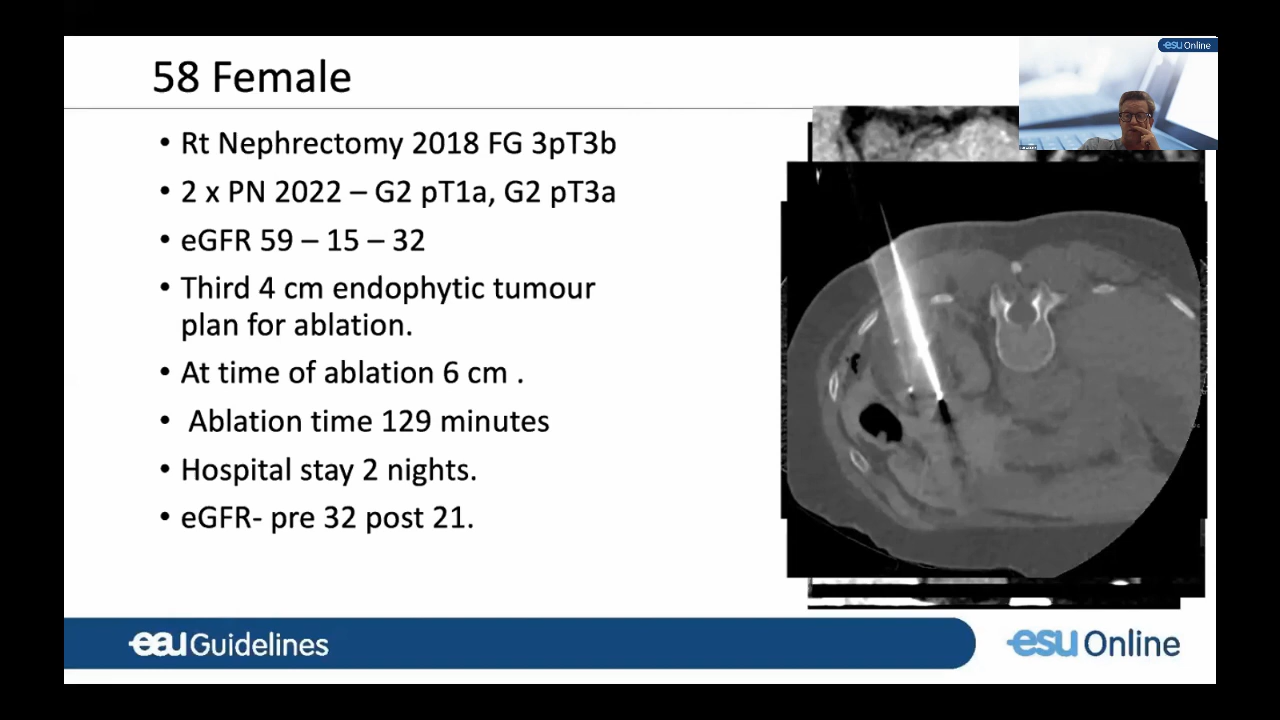 58 Female
esu Online
• Rt Nephrectomy 2018 FG 3pT3b
• 2 x PN 2022 – G2 pT1a, G2 pT3a
• eGFR 59 – 15 – 32
• Third 4 cm endophytic tumour
plan for ablation.
• At time of ablation 6 cm .
• Ablation time 129 minutes
• Hospital stay 2 nights.
• eGFR- pre 32 post 21.
eau Guidelines
esu Online